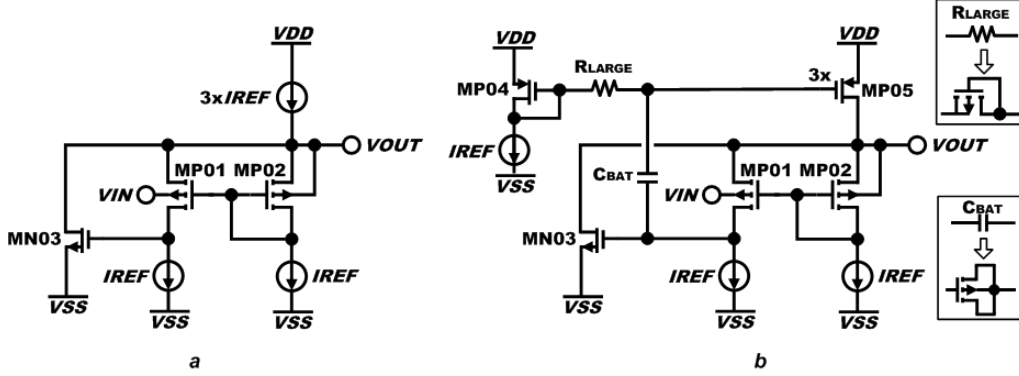 VDD
3xIREF
VOUT
MP01 MP02
VIN
MN03
IREF
IREF
VSS
VSS
VSS
a
VDD
VDD
RLARGE
MP04
3x
MP05
IREF
VSS
VOUT
CBAT
MP01 MP02
VIN
MN03
IREF
IREF
VSS
VSS
VSS
b
RLARGE
CBAT